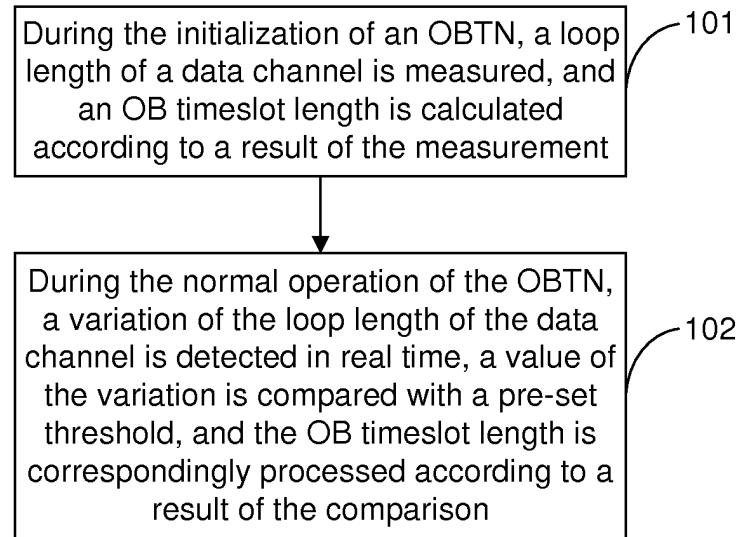 During the initialization of an OBTN, a loop
length of a data channel is measured, and
an OB timeslot length is calculated
according to a result of the measurement
101
During the normal operation of the OBTN,
a variation of the loop length of the data
channel is detected in real time, a value of
the variation is compared with a pre-set
threshold, and the OB timeslot length is
correspondingly processed according to a
result of the comparison
102